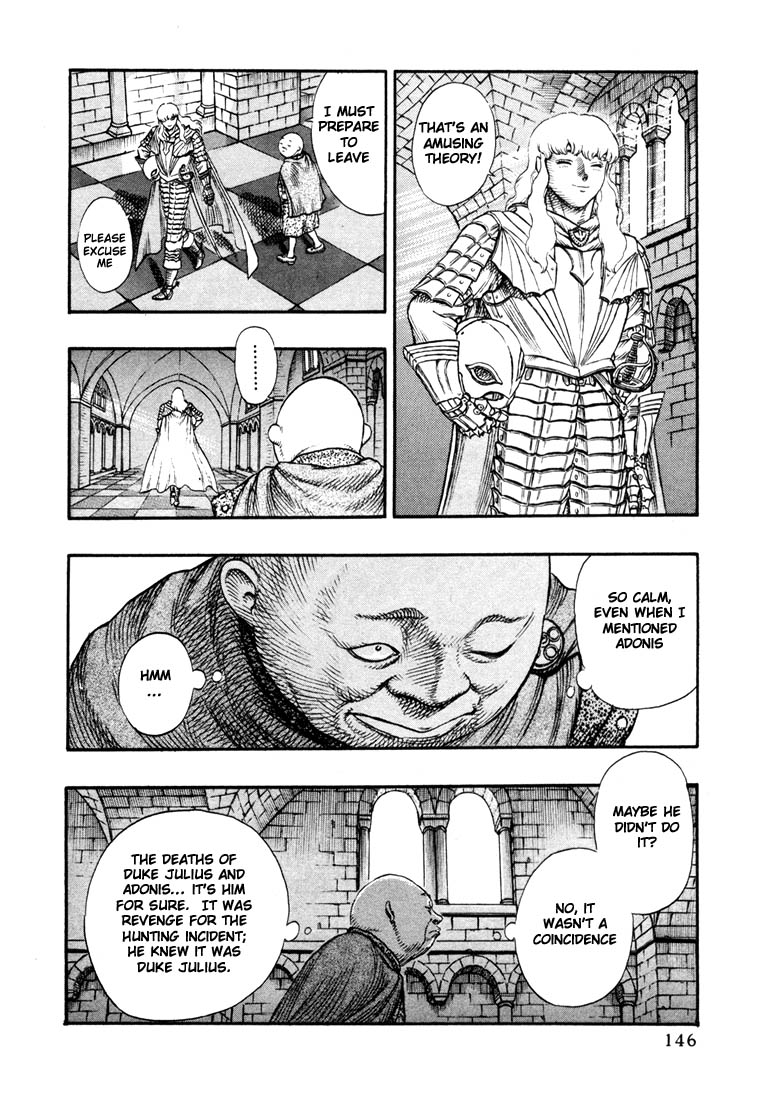 THAT'S AN
AMUSING
THEORY!
I MUST
PREPARE
TO
LEAVE
PLEASE
EXCUSE
ME
........
SO CALM,
EVEN WHEN I
MENTIONED
ADONIS
HMM
...
MAYBE HE
DIDN'T DO
IT?
NO, IT
WASN'T A
COINCIDENCE
THE DEATHS OF
DUKE JULIUS AND
ADONIS... IT'S HIM
FOR SURE. IT WAS
REVENGE FOR THE
HUNTING INCIDENT;
HE KNEW IT WAS
DUKE JULIUS.
146